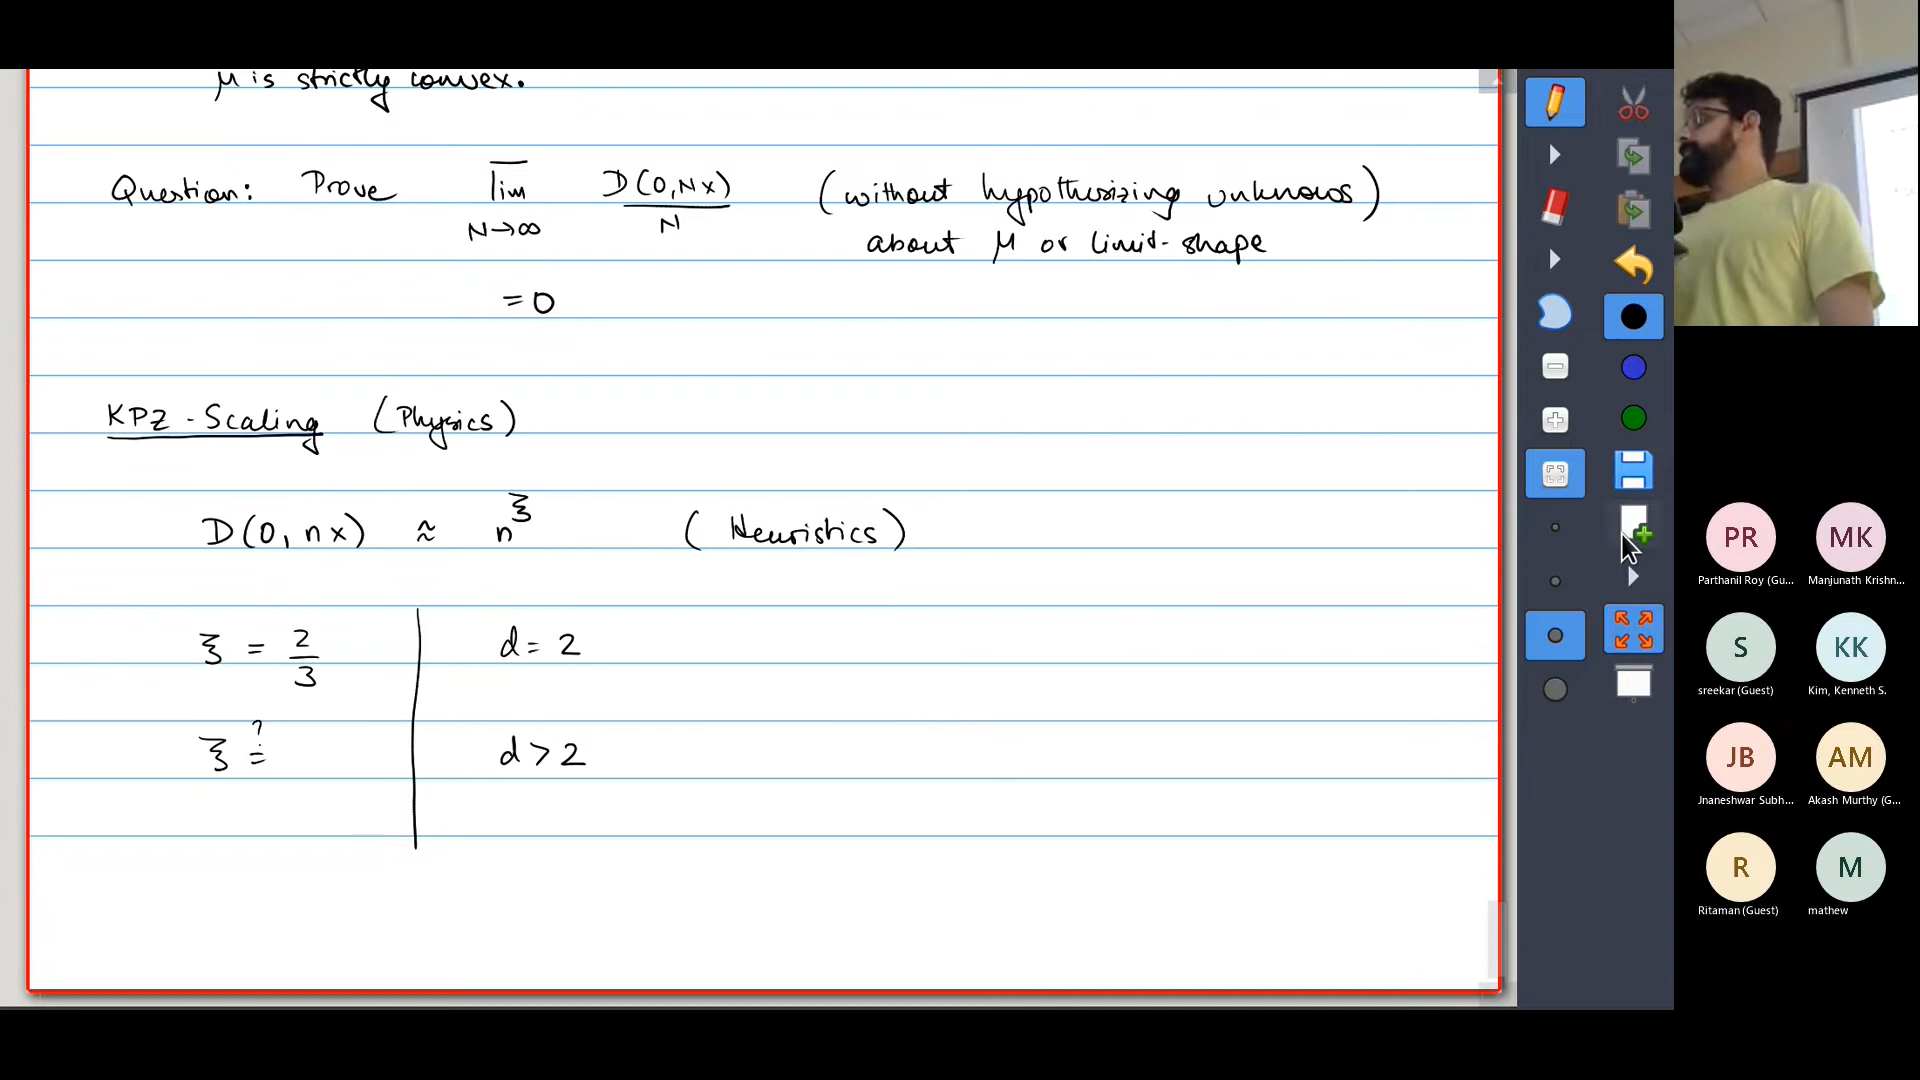 μ is strictly convex.
Question: Prove lim̅ D(0,Nx) (without hypothesizing unknowns)
N→∞ N about μ or limit-shape
= 0
KPZ - Scaling (Physics)
D(0, nx) ≈ n^ξ (Heuristics)
ξ = 2/3 d = 2
ξ ≟ d > 2
PR MK
Parthanil Roy (Gu... Manjunath Krishn...
S KK
sreekar (Guest) Kim, Kenneth S.
JB AM
Jnaneshwar Subh... Akash Murthy (G...
R M
Ritaman (Guest) mathew